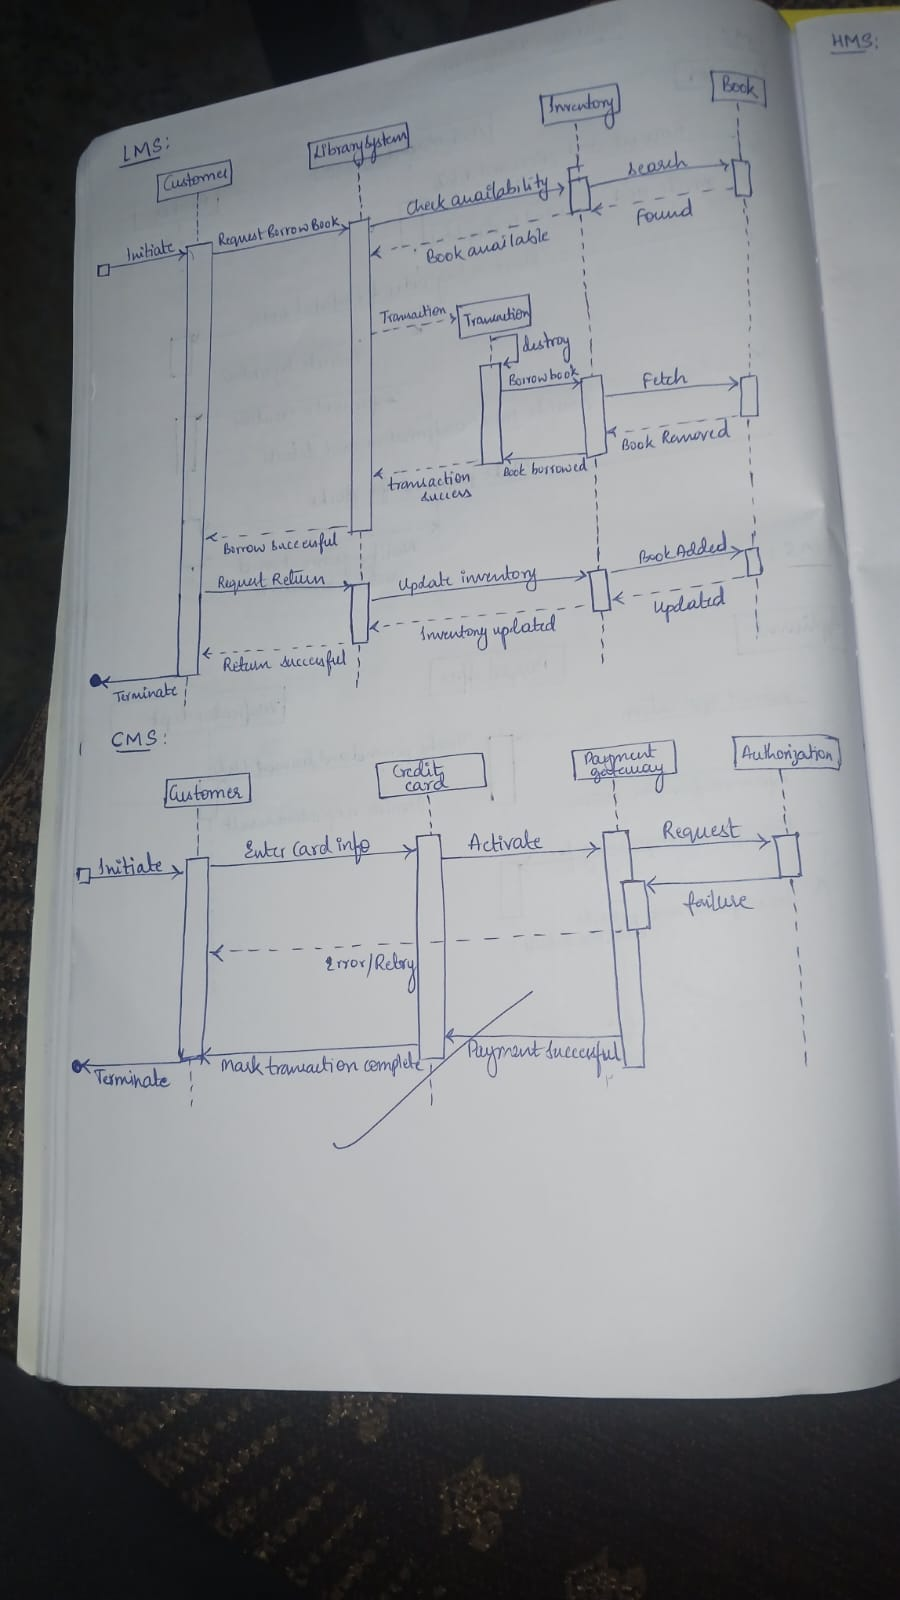 HMS:
LMS:
Customer
LibrarySystem
Inventory
Book
Initiate
Request Borrow Book
Check availability
search
Found
Book available
Transaction
Transaction
destroy
Borrow book
Fetch
Book Removed
Book borrowed
transaction
success
Borrow Successful
Request Return
Update inventory
Book Added
Updated
Inventory updated
Return successful
Terminate
CMS:
Customer
Credit
card
Payment
gateway
Authorization
Initiate
Enter card info
Activate
Request
failure
Error/Retry
Payment successful
Mask transaction complete
Terminate